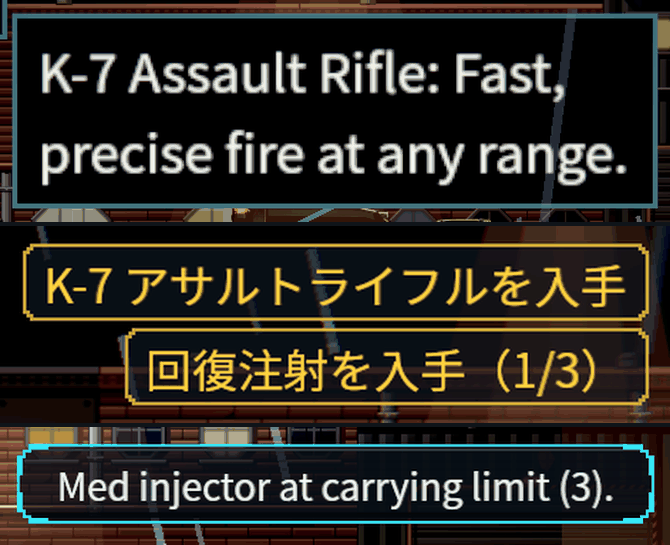 K-7 Assault Rifle: Fast,
precise fire at any range.
K-7 アサルトライフルを入手
回復注射を入手（1/3）
Med injector at carrying limit (3).